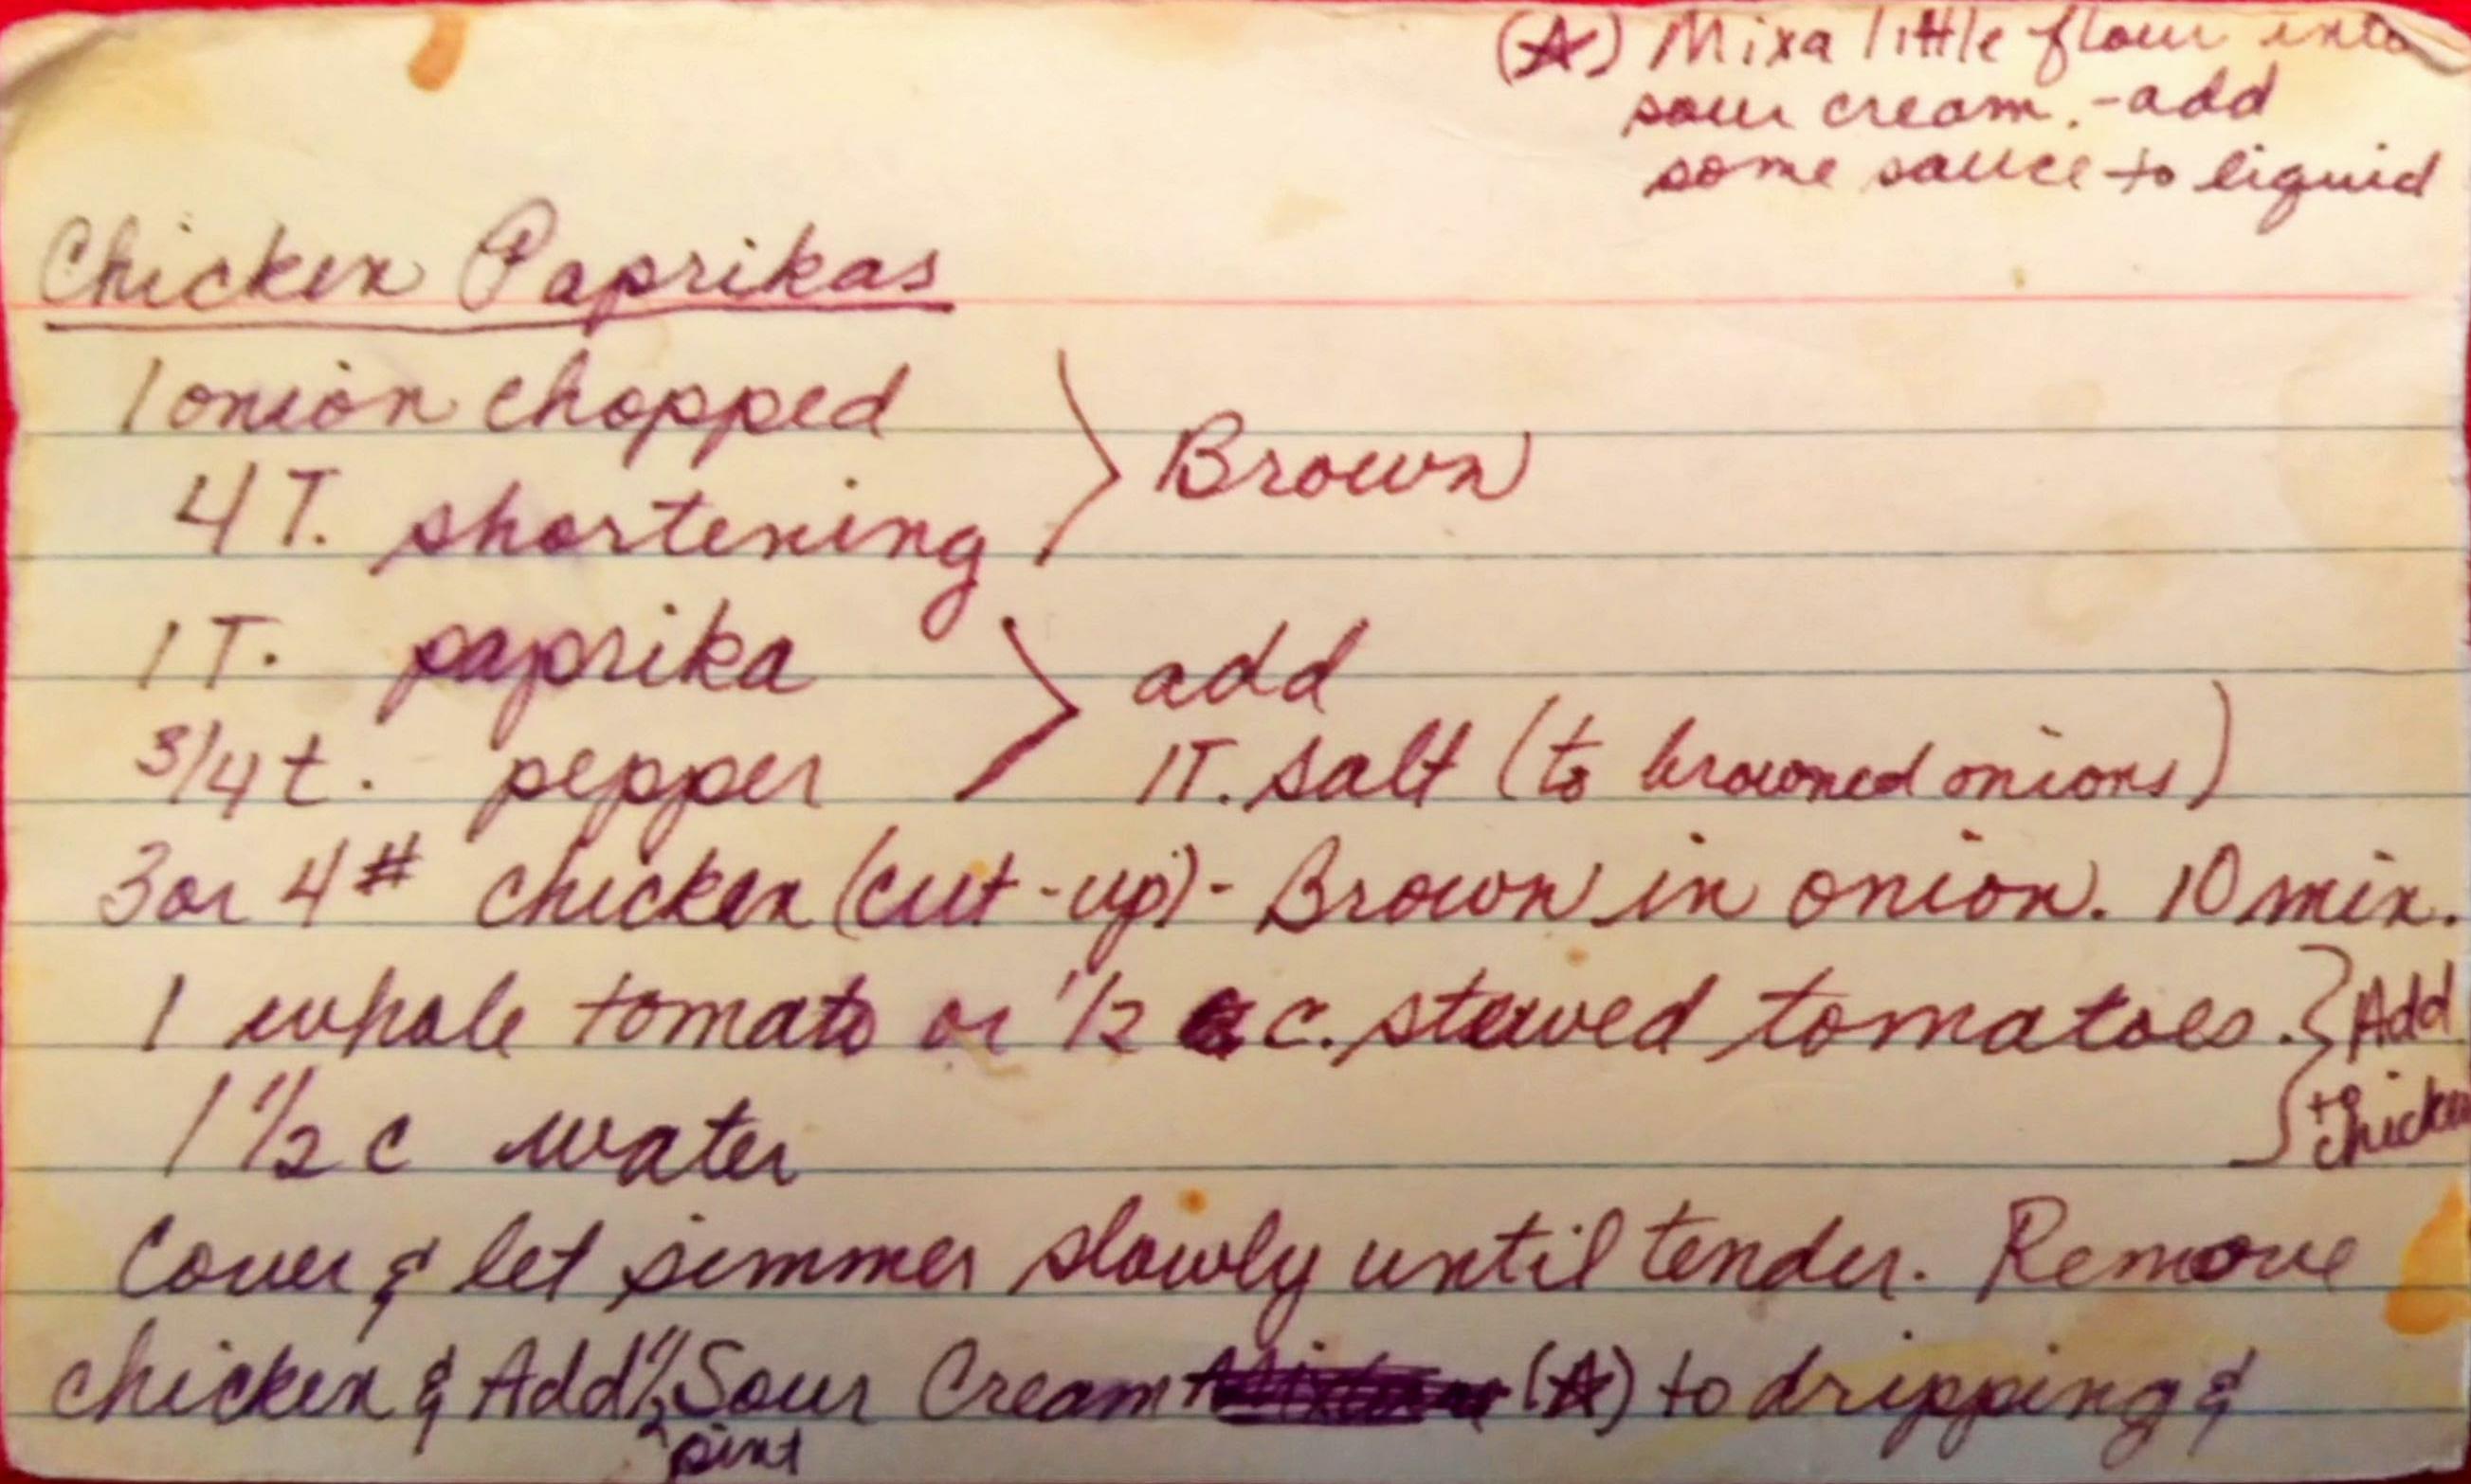 (☆) Mix a little flour into
sour cream. - add
some sauce to liquid
Chicken Paprikas
1 onion chopped
4 T. shortening
Brown
1 T. paprika
add
3/4 t. pepper
1T. salt (to browned onions)
3 or 4 # chicken (cut-up) - Brown in onion. 10 min.
1 whole tomato or 1/2 c. stewed tomatoes. } Add
to chicken
1 1/2 c water
Cover & let simmer slowly until tender. Remove
chicken & Add 1/2 pint Sour Cream (☆) to dripping &